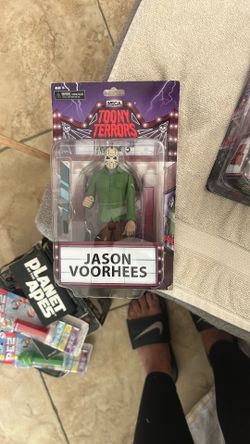 NECA
TOONY
TERRORS
JASON
VOORHEES
PLANET
APES
PEZ